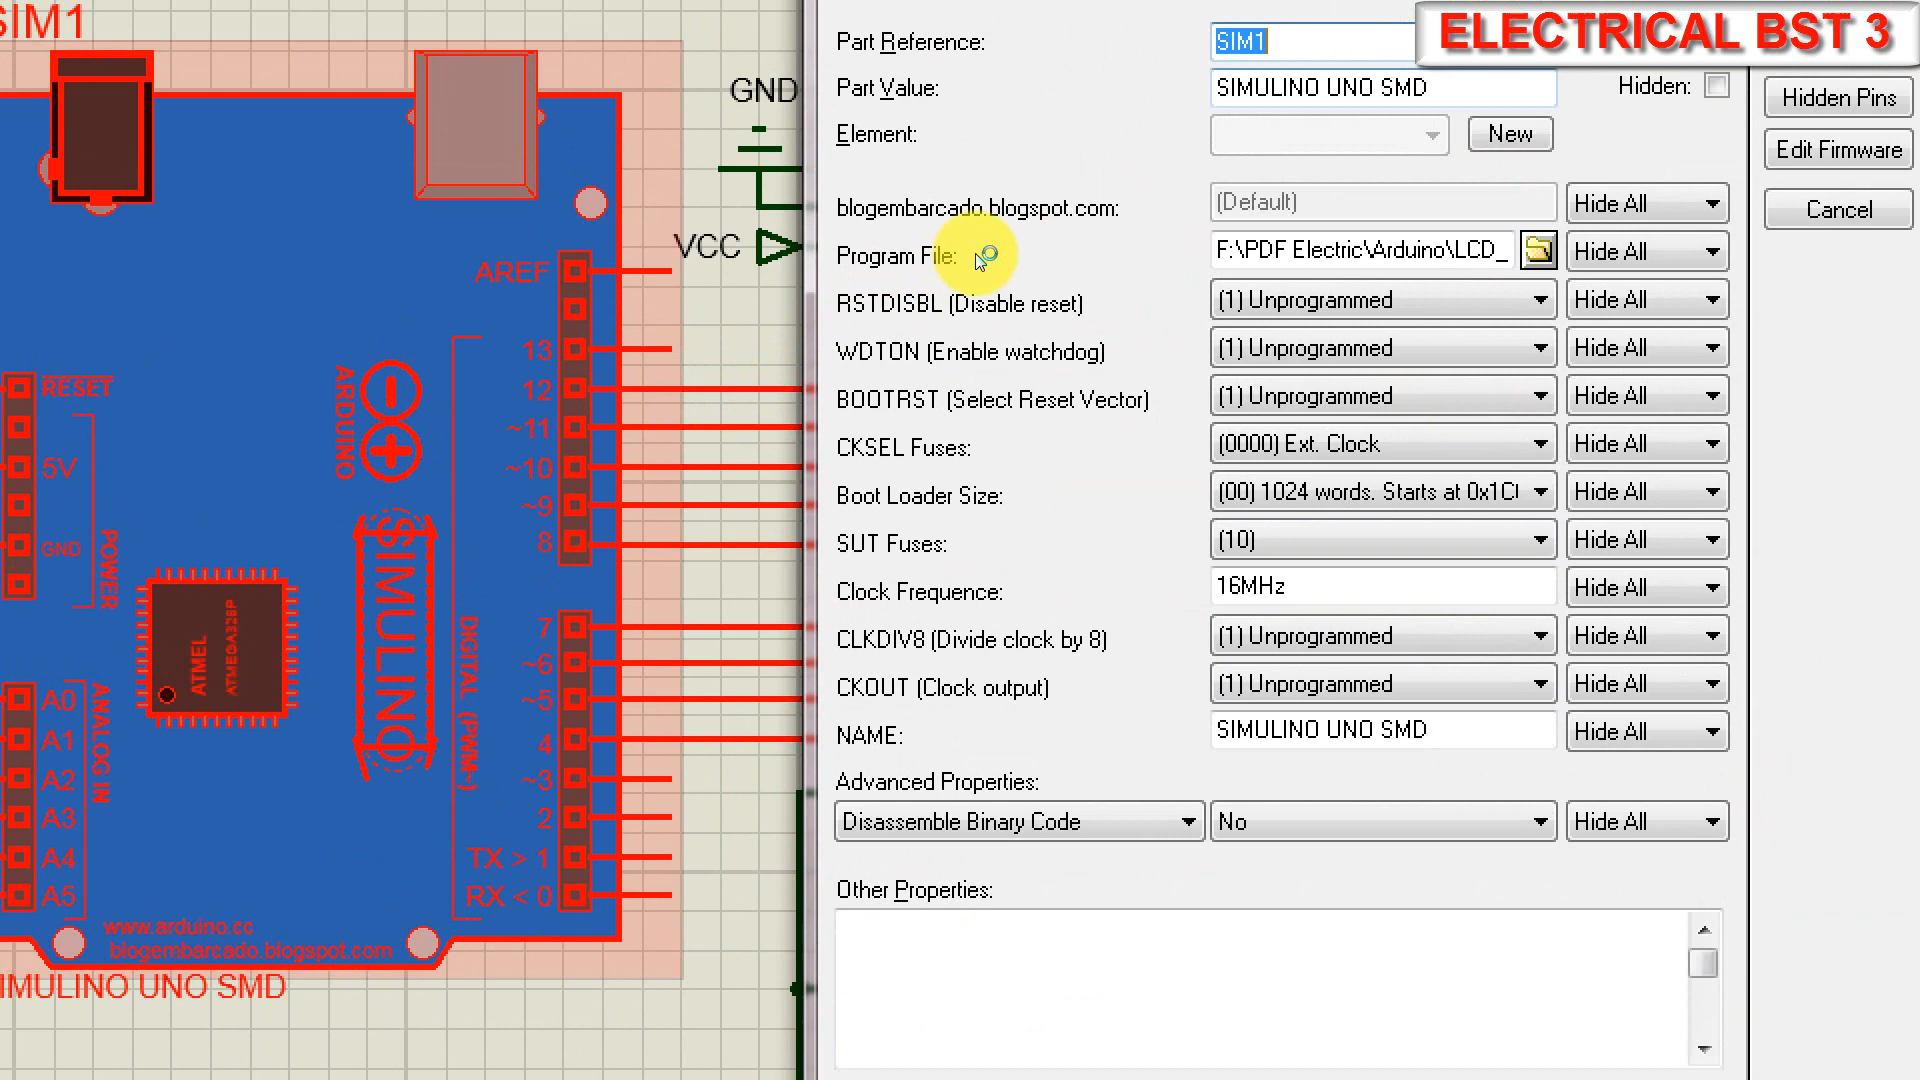 SIM1
ELECTRICAL BST 3
Part Reference:
SIM1
Part Value:
SIMULINO UNO SMD
Hidden:
Hidden Pins
Element:
New
Edit Firmware
blogembarcado.blogspot.com:
(Default)
Hide All
Cancel
Program File:
F:\PDF Electric\Arduino\LCD_
Hide All
RSTDISBL (Disable reset)
(1) Unprogrammed
Hide All
WDTON (Enable watchdog)
(1) Unprogrammed
Hide All
BOOTRST (Select Reset Vector)
(1) Unprogrammed
Hide All
CKSEL Fuses:
(0000) Ext. Clock
Hide All
Boot Loader Size:
(00) 1024 words. Starts at 0x1C
Hide All
SUT Fuses:
(10)
Hide All
Clock Frequency:
16MHz
Hide All
CLKDIV8 (Divide clock by 8)
(1) Unprogrammed
Hide All
CKOUT (Clock output)
(1) Unprogrammed
Hide All
NAME:
SIMULINO UNO SMD
Hide All
Advanced Properties:
Disassemble Binary Code
No
Hide All
Other Properties:
GND
VCC
AREF
13
12
~11
~10
~9
8
7
~6
~5
4
~3
2
TX > 1
RX < 0
RESET
5V
GND
POWER
A0
A1
A2
A3
A4
A5
ANALOG IN
ARDUINO
SIMULINO
DIGITAL (PWM~)
ATMEL
ATMEGA328P
www.arduino.cc
blogembarcado.blogspot.com
IMULINO UNO SMD